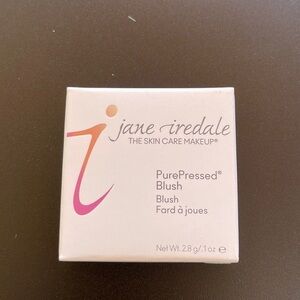 jane iredale
THE SKIN CARE MAKEUP®
PurePressed®
Blush
Blush
Fard à joues
Net Wt. 2.8 g/.1 oz ℮